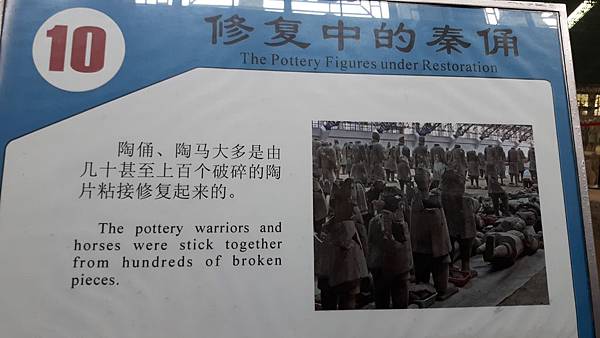 10
修复中的秦俑
The Pottery Figures under Restoration
陶俑、陶马大多是由
几十甚至上百个破碎的陶
片粘接修复起来的。
The pottery warriors and
horses were stick together
from hundreds of broken
pieces.